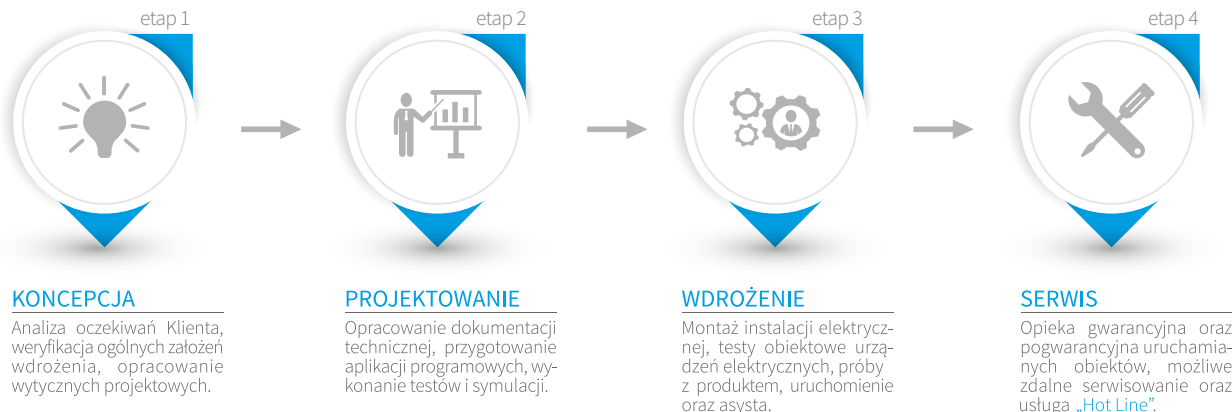 etap 1
etap 2
etap 3
etap 4
KONCEPCJA
Analiza oczekiwań Klienta,
weryfikacja ogólnych założeń
wdrożenia, opracowanie
wytycznych projektowych.
PROJEKTOWANIE
Opracowanie dokumentacji
technicznej, przygotowanie
aplikacji programowych, wy-
konanie testów i symulacji.
WDROŻENIE
Montaż instalacji elektrycz-
nej, testy obiektowe urzą-
dzeń elektrycznych, próby
z produktem, uruchomienie
oraz asysta.
SERWIS
Opieka gwarancyjna oraz
pogwarancyjna uruchamia-
nych obiektów, możliwe
zdalne serwisowanie oraz
usługa „Hot Line”.